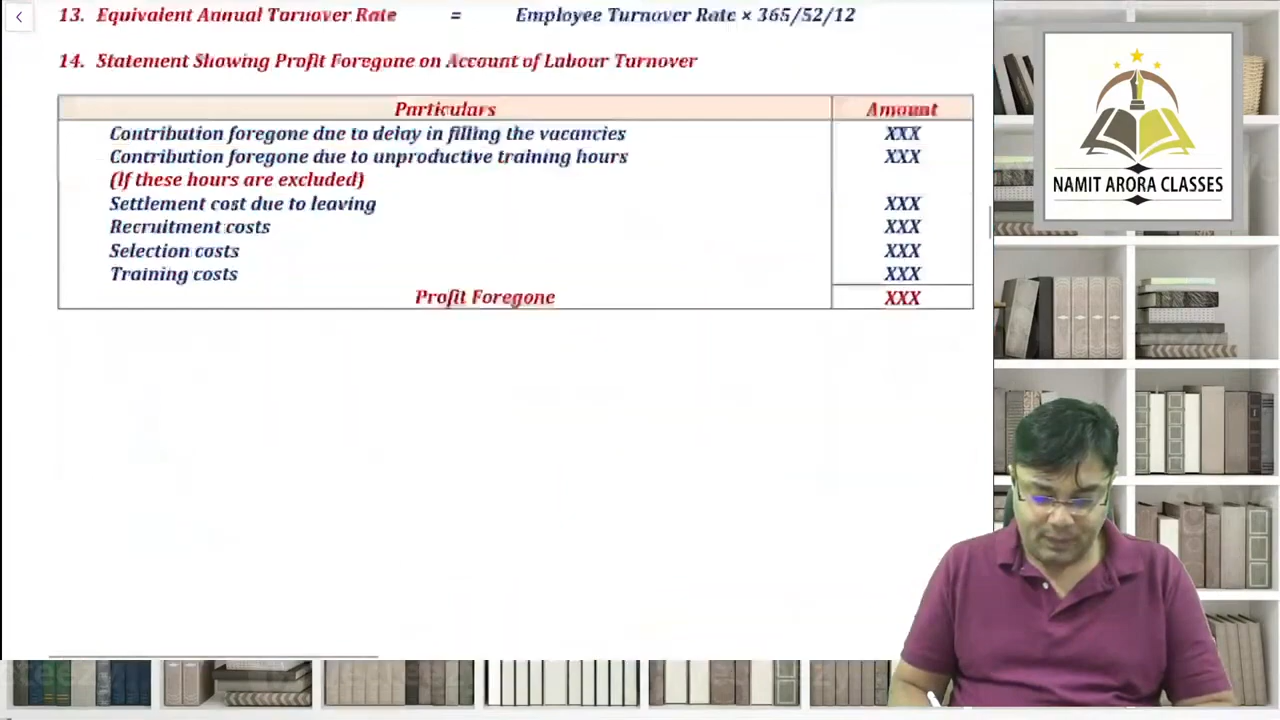 13. Equivalent Annual Turnover Rate = Employee Turnover Rate × 365/52/12
14. Statement Showing Profit Foregone on Account of Labour Turnover
Particulars Amount
Contribution foregone due to delay in filling the vacancies XXX
Contribution foregone due to unproductive training hours XXX
(If these hours are excluded)
Settlement cost due to leaving XXX
Recruitment costs XXX
Selection costs XXX
Training costs XXX
Profit Foregone XXX
NAMIT ARORA CLASSES